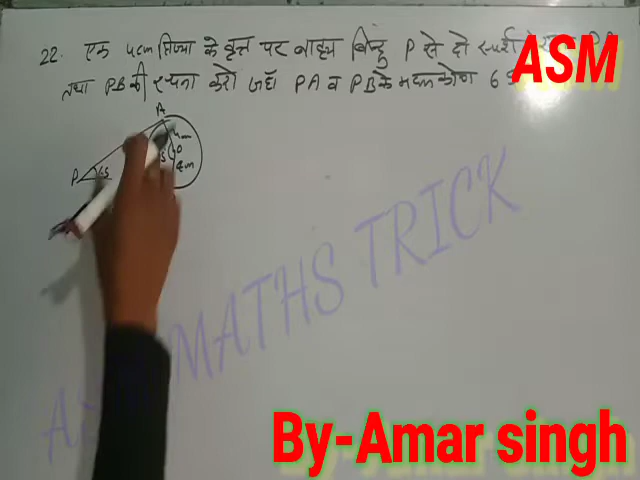 22. एक 4cm त्रिज्या के वृत्त पर बाह्य बिन्दु P से दो स्पर्श
तथा PB की रचना करो जहाँ PA व PB के मध्य कोण
ASM
A
P
O
4cm
MATHS TRICK
By-Amar singh